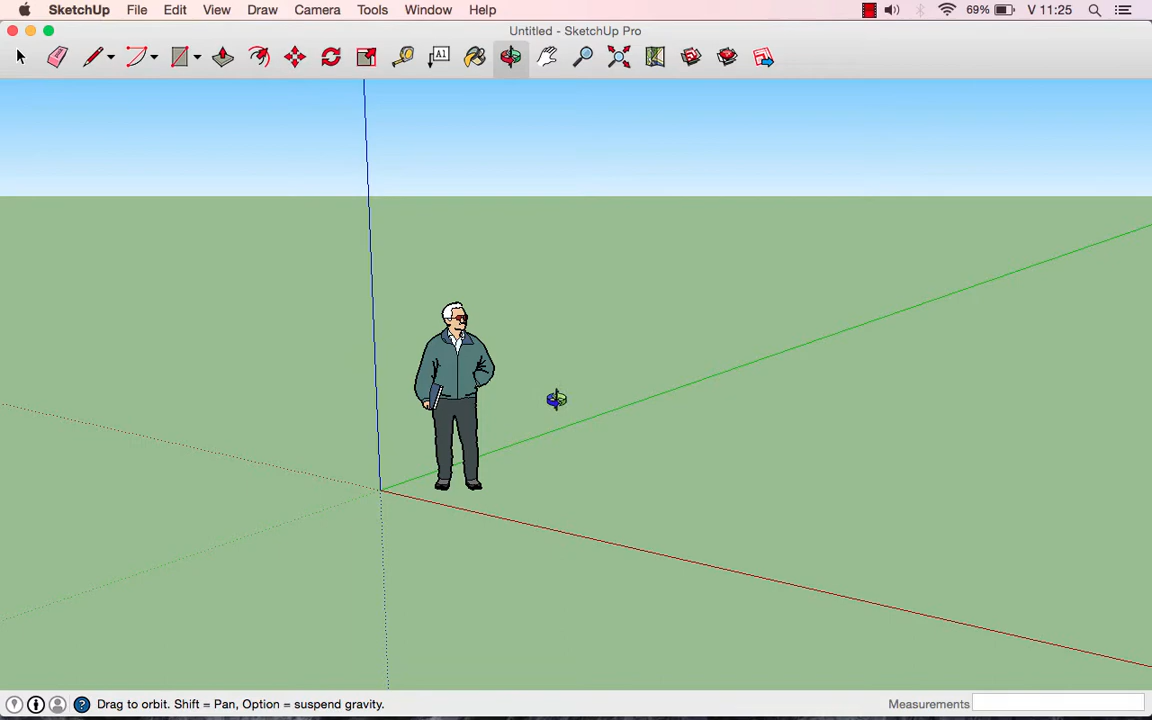 SketchUp File Edit View Draw Camera Tools Window Help 69% V 11:25
Untitled - SketchUp Pro
A1
Drag to orbit. Shift = Pan, Option = suspend gravity. Measurements